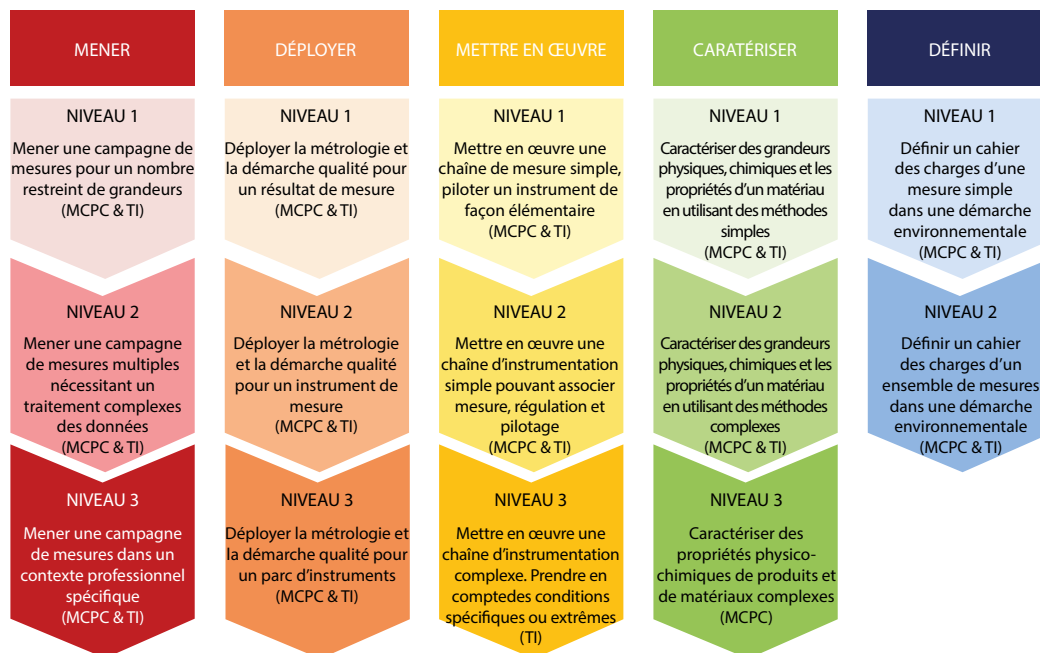 MENER
NIVEAU 1
Mener une campagne de
mesures pour un nombre
restreint de grandeurs
(MCPC & TI)
NIVEAU 2
Mener une campagne
de mesures multiples
nécessitant un
traitement complexes
des données
(MCPC & TI)
NIVEAU 3
Mener une campagne
de mesures dans un
contexte professionnel
spécifique
(MCPC & TI)
DÉPLOYER
NIVEAU 1
Déployer la métrologie et
la démarche qualité pour
un résultat de mesure
(MCPC & TI)
NIVEAU 2
Déployer la métrologie
et la démarche qualité
pour un instrument de
mesure
(MCPC & TI)
NIVEAU 3
Déployer la métrologie et
la démarche qualité pour
un parc d'instruments
(MCPC & TI)
METTRE EN ŒUVRE
NIVEAU 1
Mettre en œuvre une
chaîne de mesure simple,
piloter un instrument de
façon élémentaire
(MCPC & TI)
NIVEAU 2
Mettre en œuvre une
chaîne d'instrumentation
simple pouvant associer
mesure, régulation et
pilotage
(MCPC & TI)
NIVEAU 3
Mettre en œuvre une
chaîne d'instrumentation
complexe. Prendre en
comptedes conditions
spécifiques ou extrêmes
(TI)
CARATÉRISER
NIVEAU 1
Caractériser des grandeurs
physiques, chimiques et les
propriétés d'un matériau
en utilisant des méthodes
simples
(MCPC & TI)
NIVEAU 2
Caractériser des grandeurs
physiques, chimiques et les
propriétés d'un matériau
en utilisant des méthodes
complexes
(MCPC & TI)
NIVEAU 3
Caractériser des
propriétés physico-
chimiques de produits et
de matériaux complexes
(MCPC)
DÉFINIR
NIVEAU 1
Définir un cahier
des charges d'une
mesure simple
dans une démarche
environnementale
(MCPC & TI)
NIVEAU 2
Définir un cahier
des charges d'un
ensemble de mesures
dans une démarche
environnementale
(MCPC & TI)